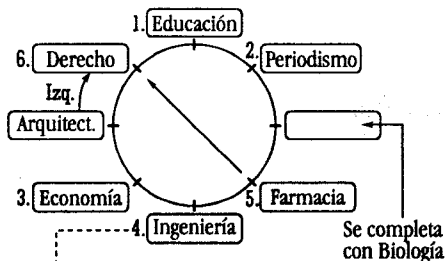 1. Educación
6. Derecho
2. Periodismo
Izq.
Arquitect.
3. Economía
5. Farmacia
4. Ingeniería
Se completa
con Biología